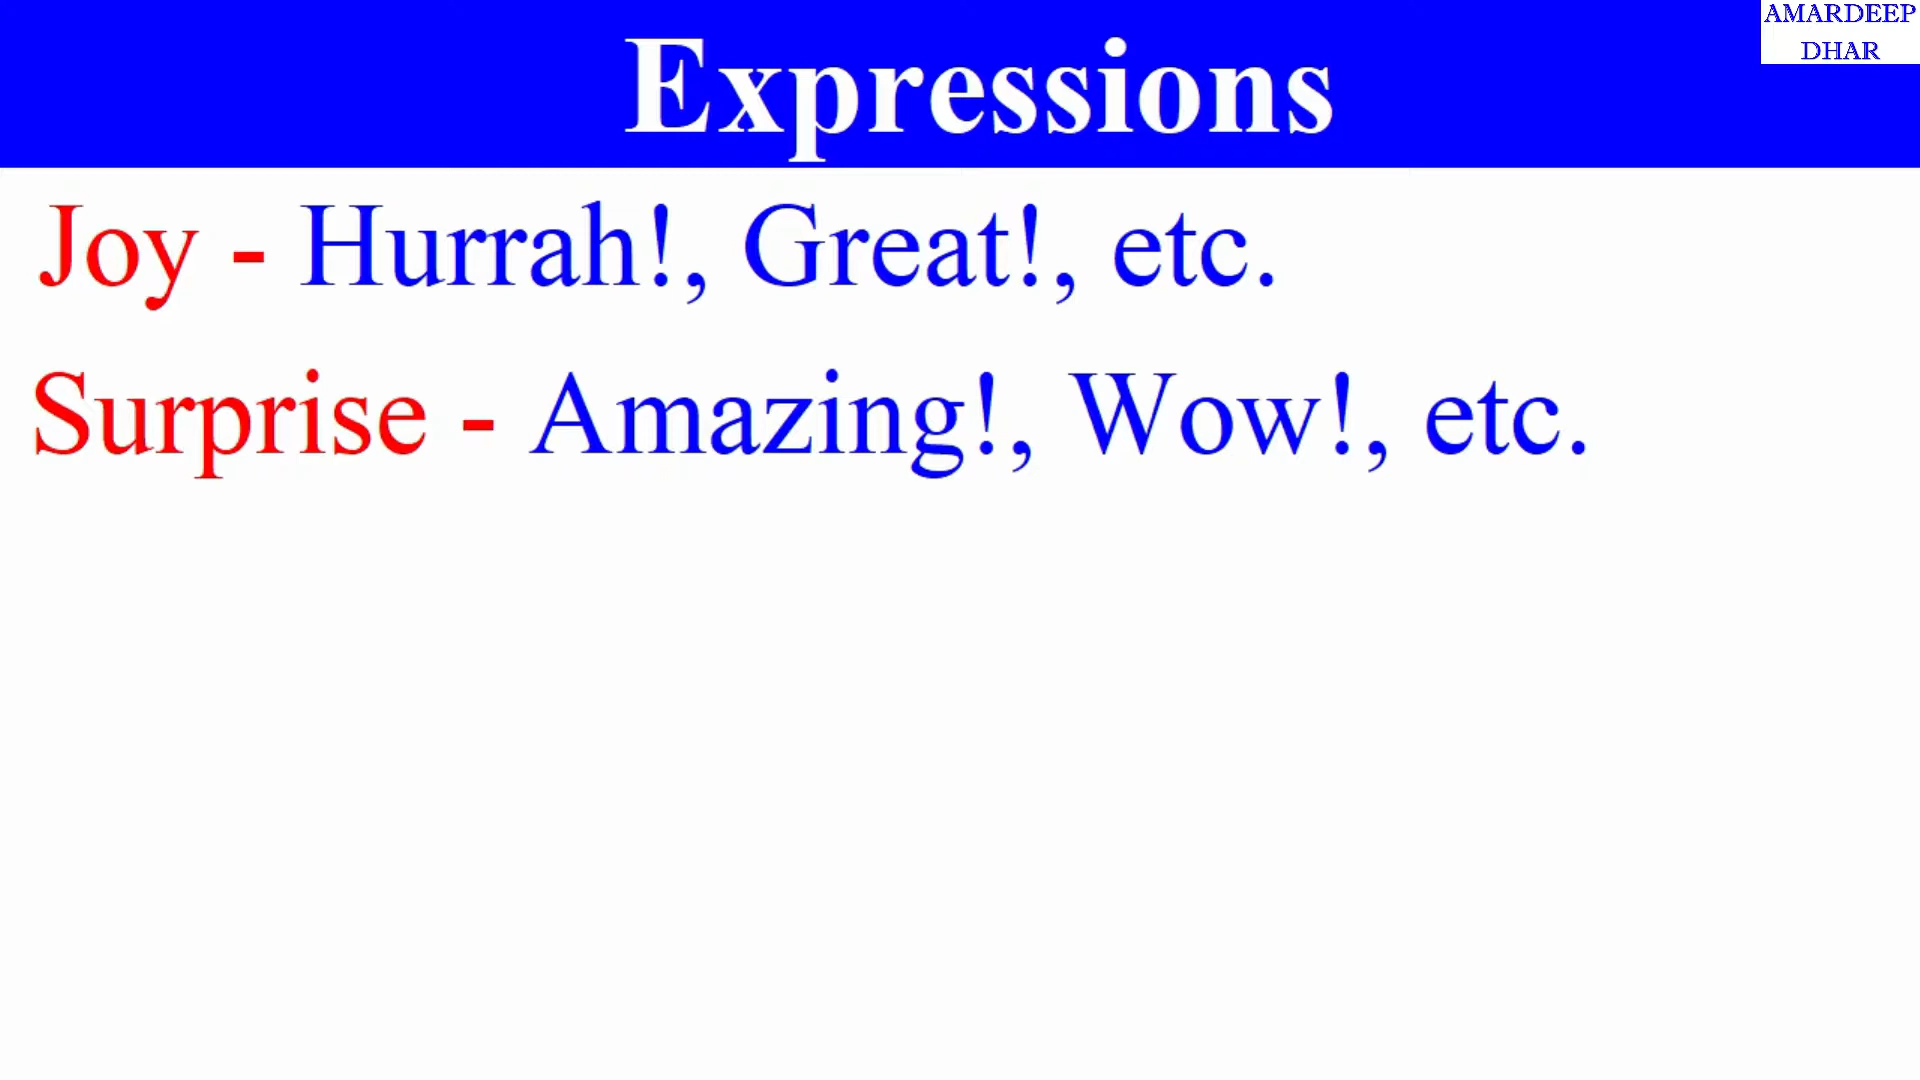 Expressions
AMARDEEP
DHAR
Joy - Hurrah!, Great!, etc.
Surprise - Amazing!, Wow!, etc.